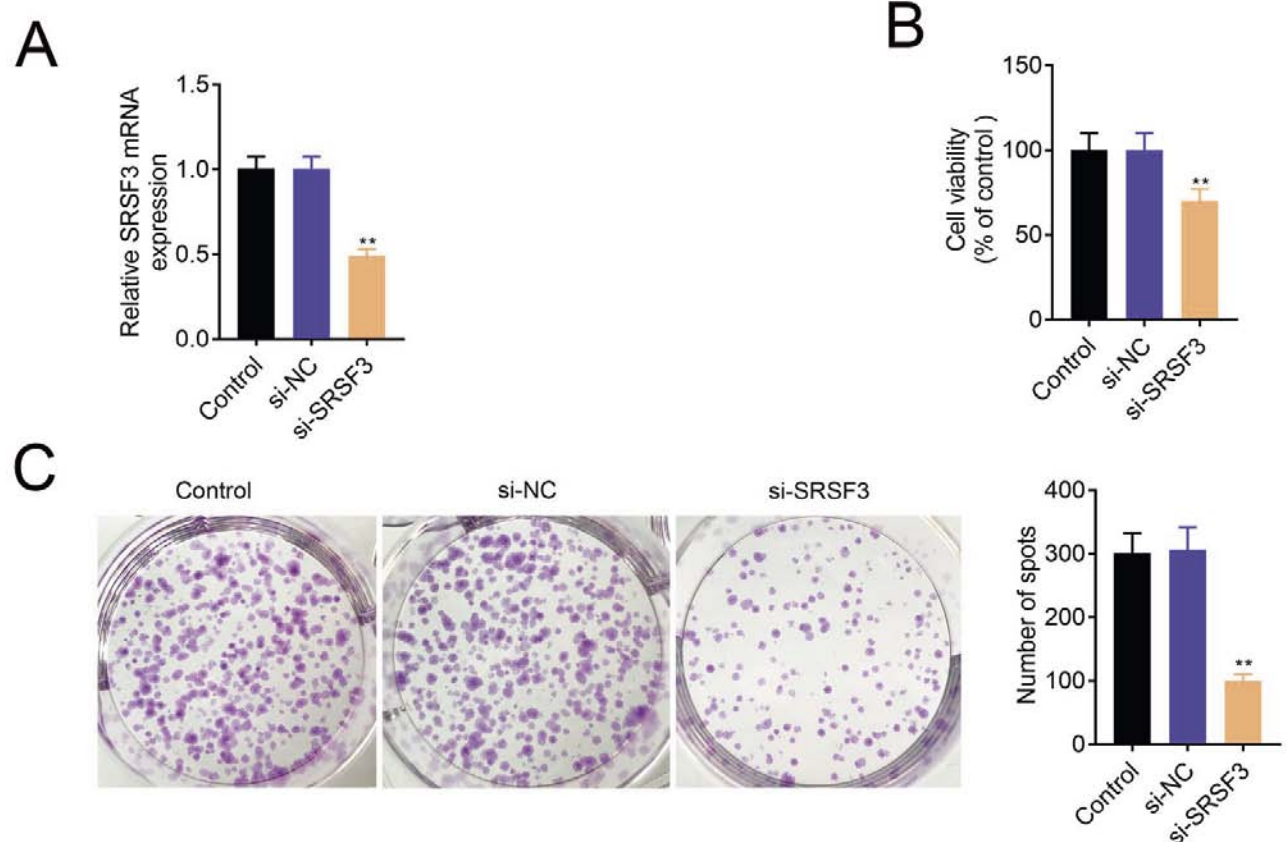 A
Relative SRSF3 mRNA
expression
1.5
1.0
0.5
0.0
**
Control
si-NC
si-SRSF3
B
Cell viability
(% of control )
150
100
50
0
**
Control
si-NC
si-SRSF3
C
Control
si-NC
si-SRSF3
Number of spots
400
300
200
100
0
**
Control
si-NC
si-SRSF3